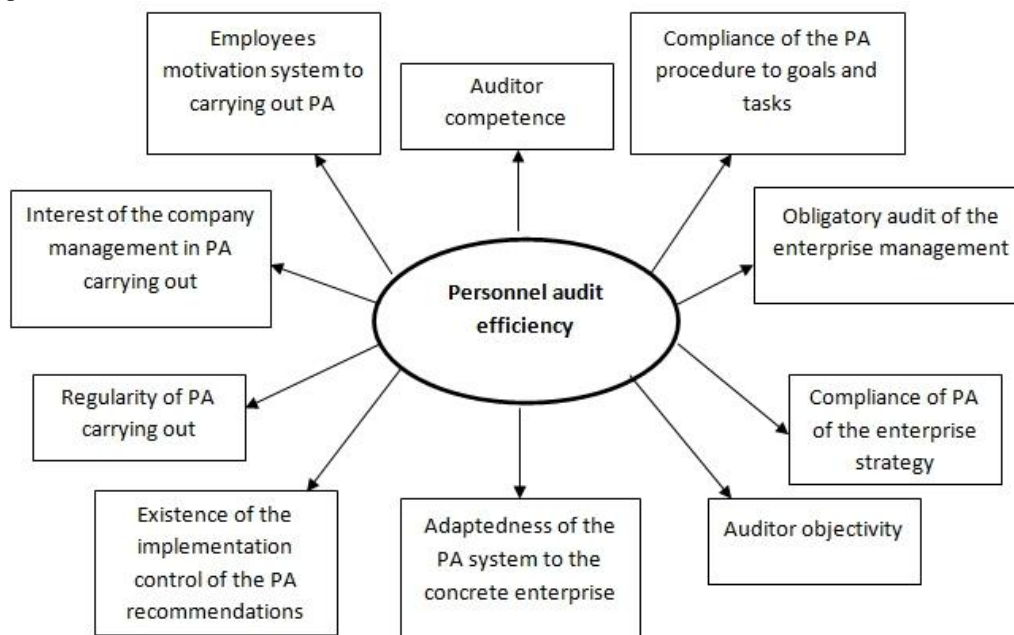 Employees
motivation system to
carrying out PA
Auditor
competence
Compliance of the PA
procedure to goals and
tasks
Interest of the company
management in PA
carrying out
Obligatory audit of the
enterprise management
Personnel audit
efficiency
Regularity of PA
carrying out
Compliance of PA
of the enterprise
strategy
Existence of the
implementation
control of the PA
recommendations
Adaptedness of the
PA system to the
concrete enterprise
Auditor objectivity